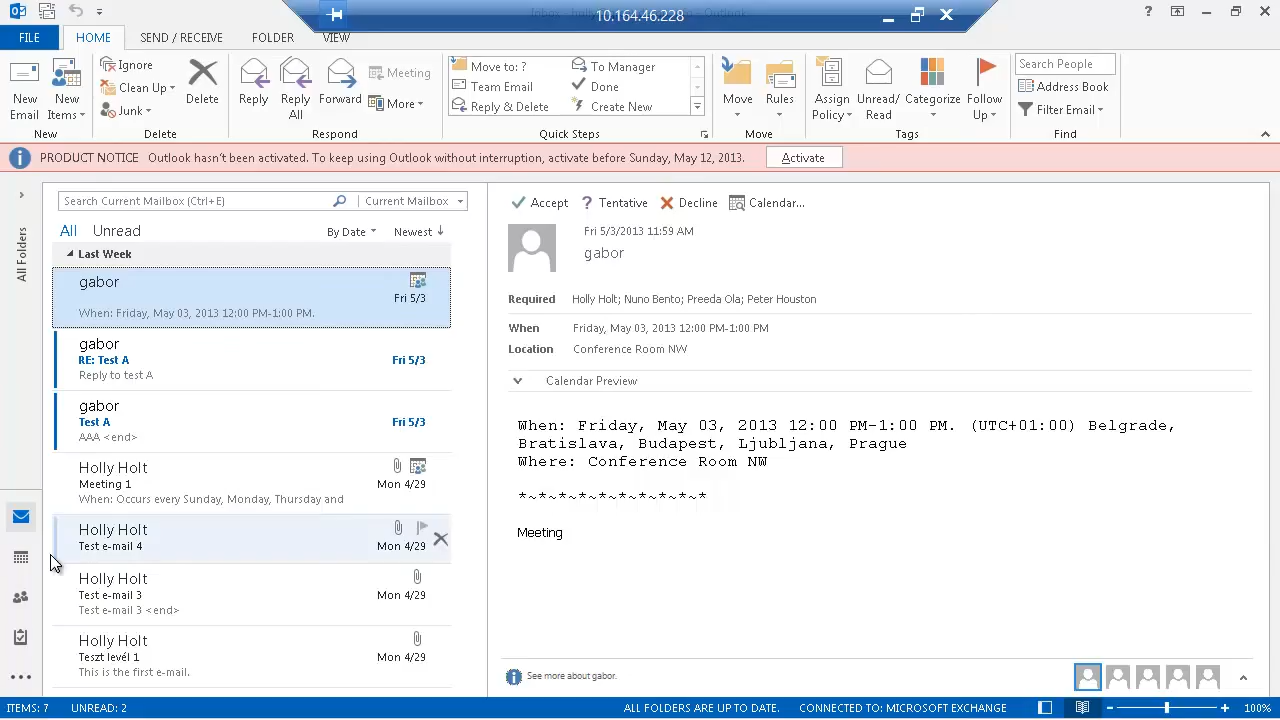 10.164.46.228
FILE HOME SEND / RECEIVE FOLDER VIEW
New Email
New Items
New
Ignore
Clean Up
Junk
Delete
Delete
Reply
Reply All
Forward
Meeting
More
Respond
Move to: ?
Team Email
Reply & Delete
To Manager
Done
Create New
Quick Steps
Move
Rules
Move
Assign Policy
Unread/ Read
Categorize
Follow Up
Tags
Search People
Address Book
Filter Email
Find
PRODUCT NOTICE Outlook hasn't been activated. To keep using Outlook without interruption, activate before Sunday, May 12, 2013. Activate
All Folders
Search Current Mailbox (Ctrl+E) Current Mailbox
All Unread By Date Newest
Last Week
gabor
Fri 5/3
When: Friday, May 03, 2013 12:00 PM-1:00 PM.
gabor
RE: Test A Fri 5/3
Reply to test A
gabor
Test A Fri 5/3
AAA <end>
Holly Holt
Meeting 1 Mon 4/29
When: Occurs every Sunday, Monday, Thursday and
Holly Holt
Test e-mail 4 Mon 4/29
Holly Holt
Test e-mail 3 Mon 4/29
Test e-mail 3 <end>
Holly Holt
Teszt levél 1 Mon 4/29
This is the first e-mail.
Accept ? Tentative Decline Calendar...
Fri 5/3/2013 11:59 AM
gabor
Required Holly Holt; Nuno Bento; Preeda Ola; Peter Houston
When Friday, May 03, 2013 12:00 PM-1:00 PM
Location Conference Room NW
Calendar Preview
When: Friday, May 03, 2013 12:00 PM-1:00 PM. (UTC+01:00) Belgrade,
Bratislava, Budapest, Ljubljana, Prague
Where: Conference Room NW
*~*~*~*~*~*~*~*~*~*
Meeting
See more about gabor.
ITEMS: 7 UNREAD: 2 ALL FOLDERS ARE UP TO DATE. CONNECTED TO: MICROSOFT EXCHANGE 100%